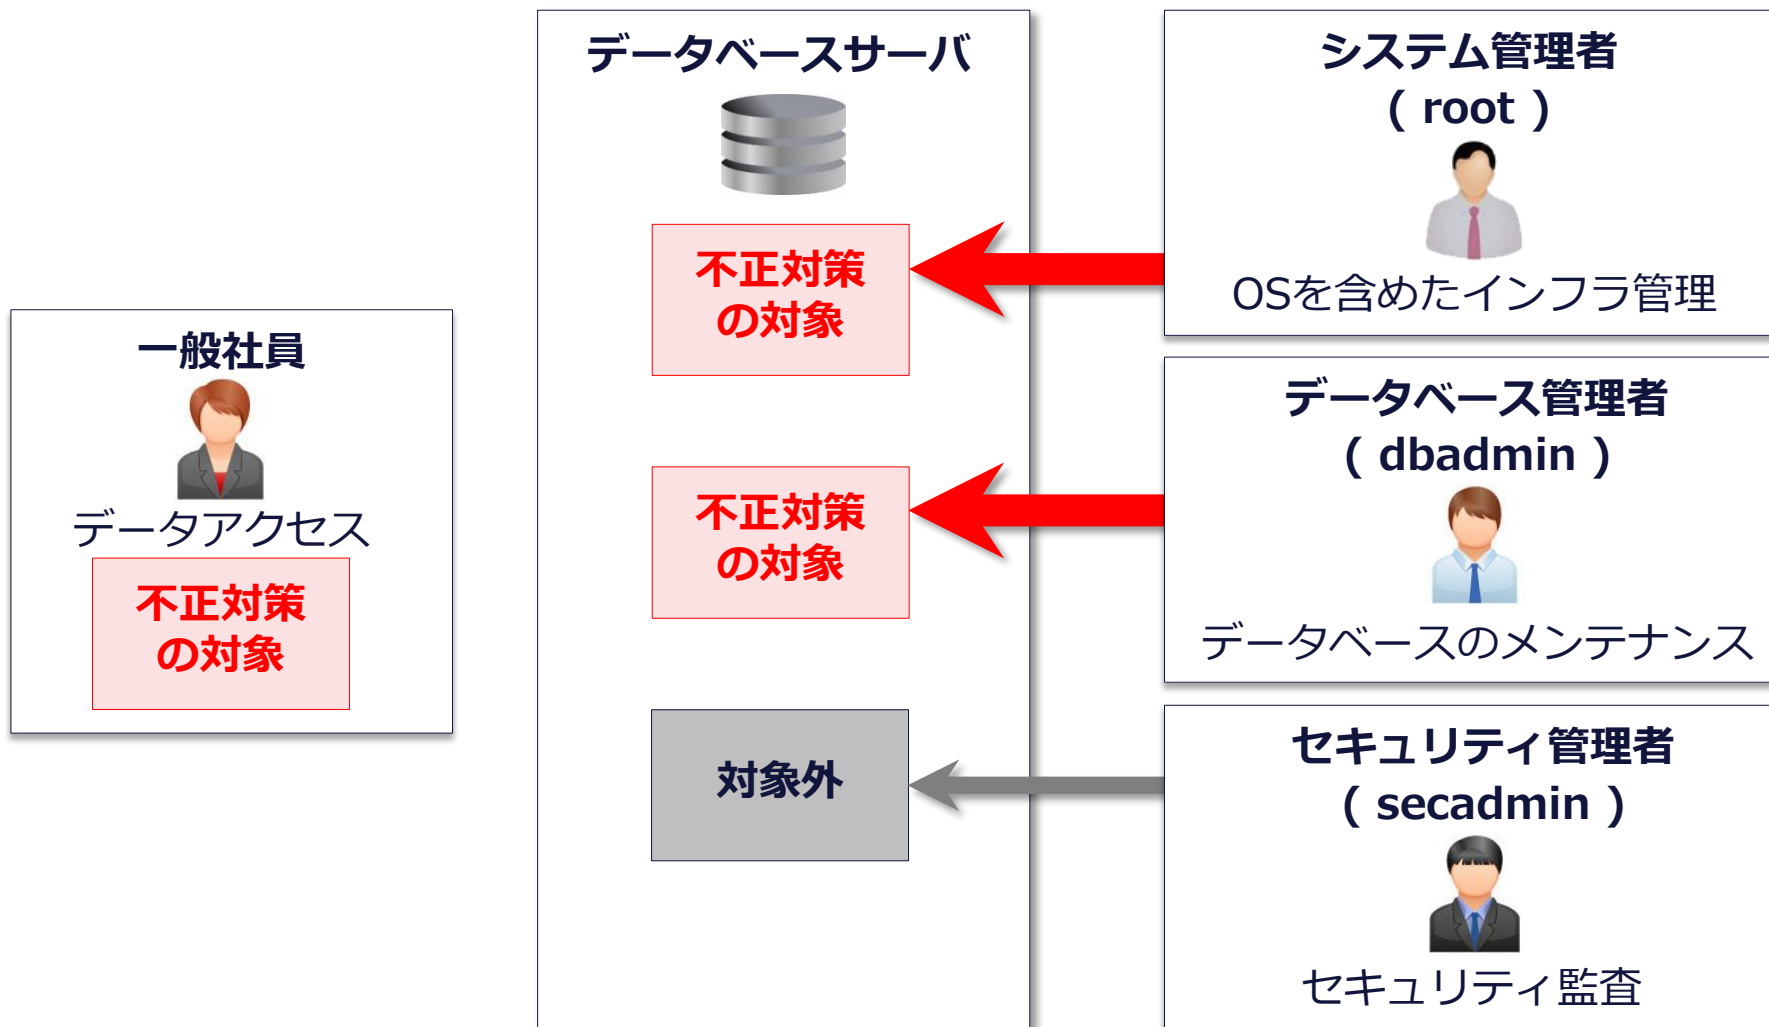 一般社員
データアクセス
不正対策
の対象
データベースサーバ
不正対策
の対象
不正対策
の対象
対象外
システム管理者
( root )
OSを含めたインフラ管理
データベース管理者
( dbadmin )
データベースのメンテナンス
セキュリティ管理者
( secadmin )
セキュリティ監査